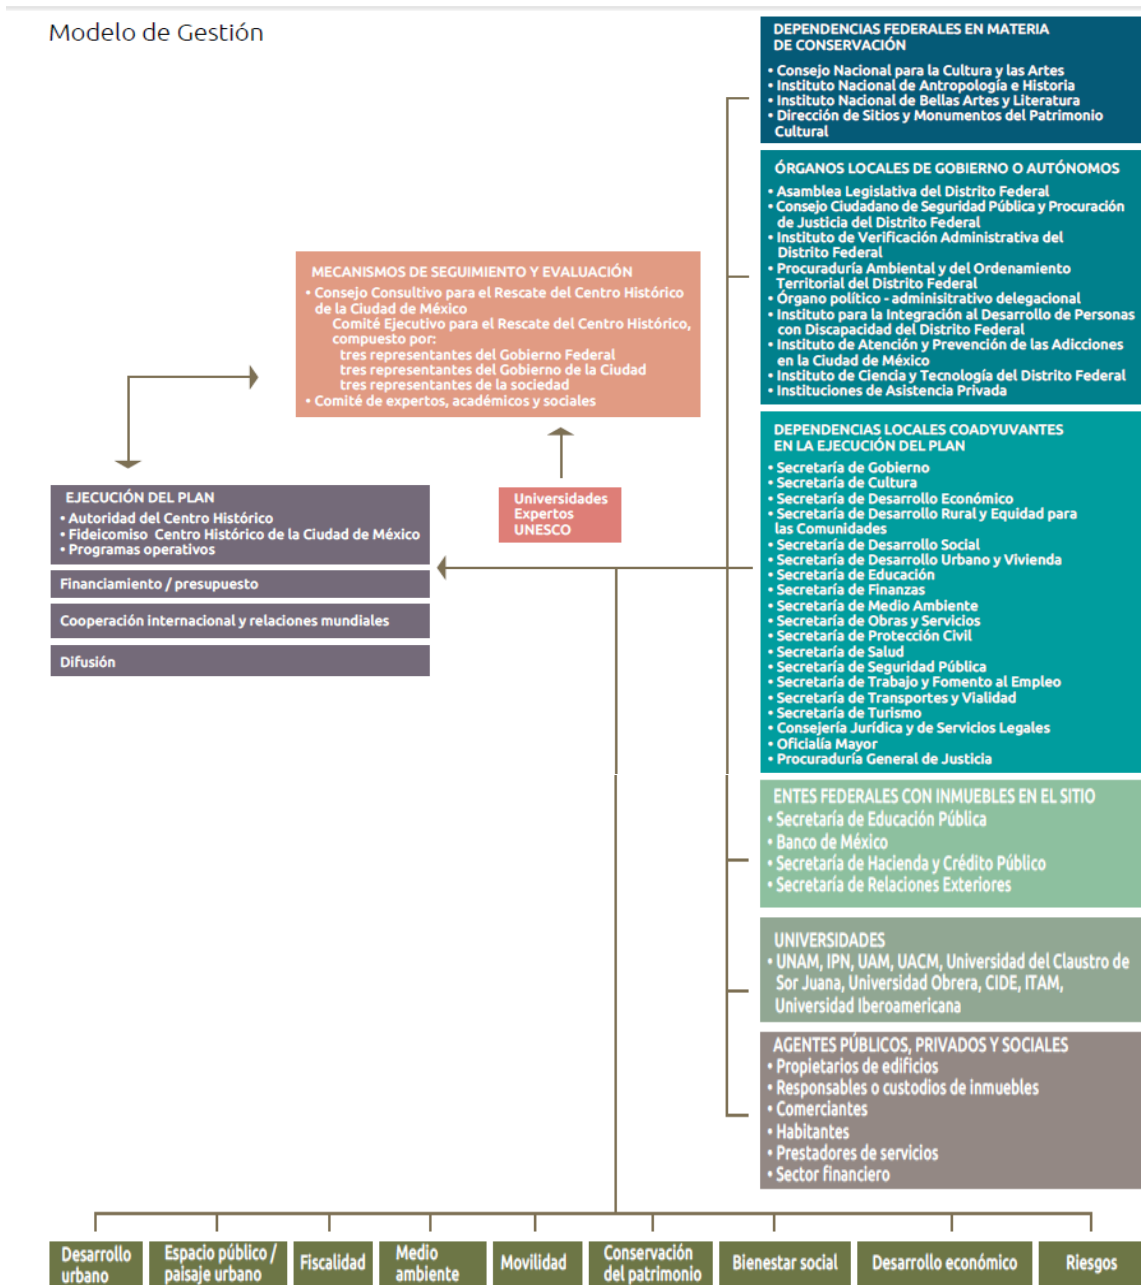 Modelo de Gestión
DEPENDENCIAS FEDERALES EN MATERIA
DE CONSERVACIÓN
• Consejo Nacional para la Cultura y las Artes
• Instituto Nacional de Antropología e Historia
• Instituto Nacional de Bellas Artes y Literatura
• Dirección de Sitios y Monumentos del Patrimonio
Cultural
ÓRGANOS LOCALES DE GOBIERNO O AUTÓNOMOS
• Asamblea Legislativa del Distrito Federal
• Consejo Ciudadano de Seguridad Pública y Procuración
de Justicia del Distrito Federal
• Instituto de Verificación Administrativa del
Distrito Federal
• Procuraduría Ambiental y del Ordenamiento
Territorial del Distrito Federal
• Órgano político - adminisitrativo delegacional
• Instituto para la Integración al Desarrollo de Personas
con Discapacidad del Distrito Federal
• Instituto de Atención y Prevención de las Adicciones
en la Ciudad de México
• Instituto de Ciencia y Tecnología del Distrito Federal
• Instituciones de Asistencia Privada
MECANISMOS DE SEGUIMIENTO Y EVALUACIÓN
• Consejo Consultivo para el Rescate del Centro Histórico
de la Ciudad de México
Comité Ejecutivo para el Rescate del Centro Histórico,
compuesto por:
tres representantes del Gobierno Federal
tres representantes del Gobierno de la Ciudad
tres representantes de la sociedad
• Comité de expertos, académicos y sociales
Universidades
Expertos
UNESCO
EJECUCIÓN DEL PLAN
• Autoridad del Centro Histórico
• Fideicomiso Centro Histórico de la Ciudad de México
• Programas operativos
Financiamiento / presupuesto
Cooperación internacional y relaciones mundiales
Difusión
DEPENDENCIAS LOCALES COADYUVANTES
EN LA EJECUCIÓN DEL PLAN
• Secretaría de Gobierno
• Secretaría de Cultura
• Secretaría de Desarrollo Económico
• Secretaría de Desarrollo Rural y Equidad para
las Comunidades
• Secretaría de Desarrollo Social
• Secretaría de Desarrollo Urbano y Vivienda
• Secretaría de Educación
• Secretaría de Finanzas
• Secretaría de Medio Ambiente
• Secretaría de Obras y Servicios
• Secretaría de Protección Civil
• Secretaría de Salud
• Secretaría de Seguridad Pública
• Secretaría de Trabajo y Fomento al Empleo
• Secretaría de Transportes y Vialidad
• Secretaría de Turismo
• Consejería Jurídica y de Servicios Legales
• Oficialía Mayor
• Procuraduría General de Justicia
ENTES FEDERALES CON INMUEBLES EN EL SITIO
• Secretaría de Educación Pública
• Banco de México
• Secretaría de Hacienda y Crédito Público
• Secretaría de Relaciones Exteriores
UNIVERSIDADES
• UNAM, IPN, UAM, UACM, Universidad del Claustro de
Sor Juana, Universidad Obrera, CIDE, ITAM,
Universidad Iberoamericana
AGENTES PÚBLICOS, PRIVADOS Y SOCIALES
• Propietarios de edificios
• Responsables o custodios de inmuebles
• Comerciantes
• Habitantes
• Prestadores de servicios
• Sector financiero
Desarrollo
urbano
Espacio público /
paisaje urbano
Fiscalidad
Medio
ambiente
Movilidad
Conservación
del patrimonio
Bienestar social
Desarrollo económico
Riesgos